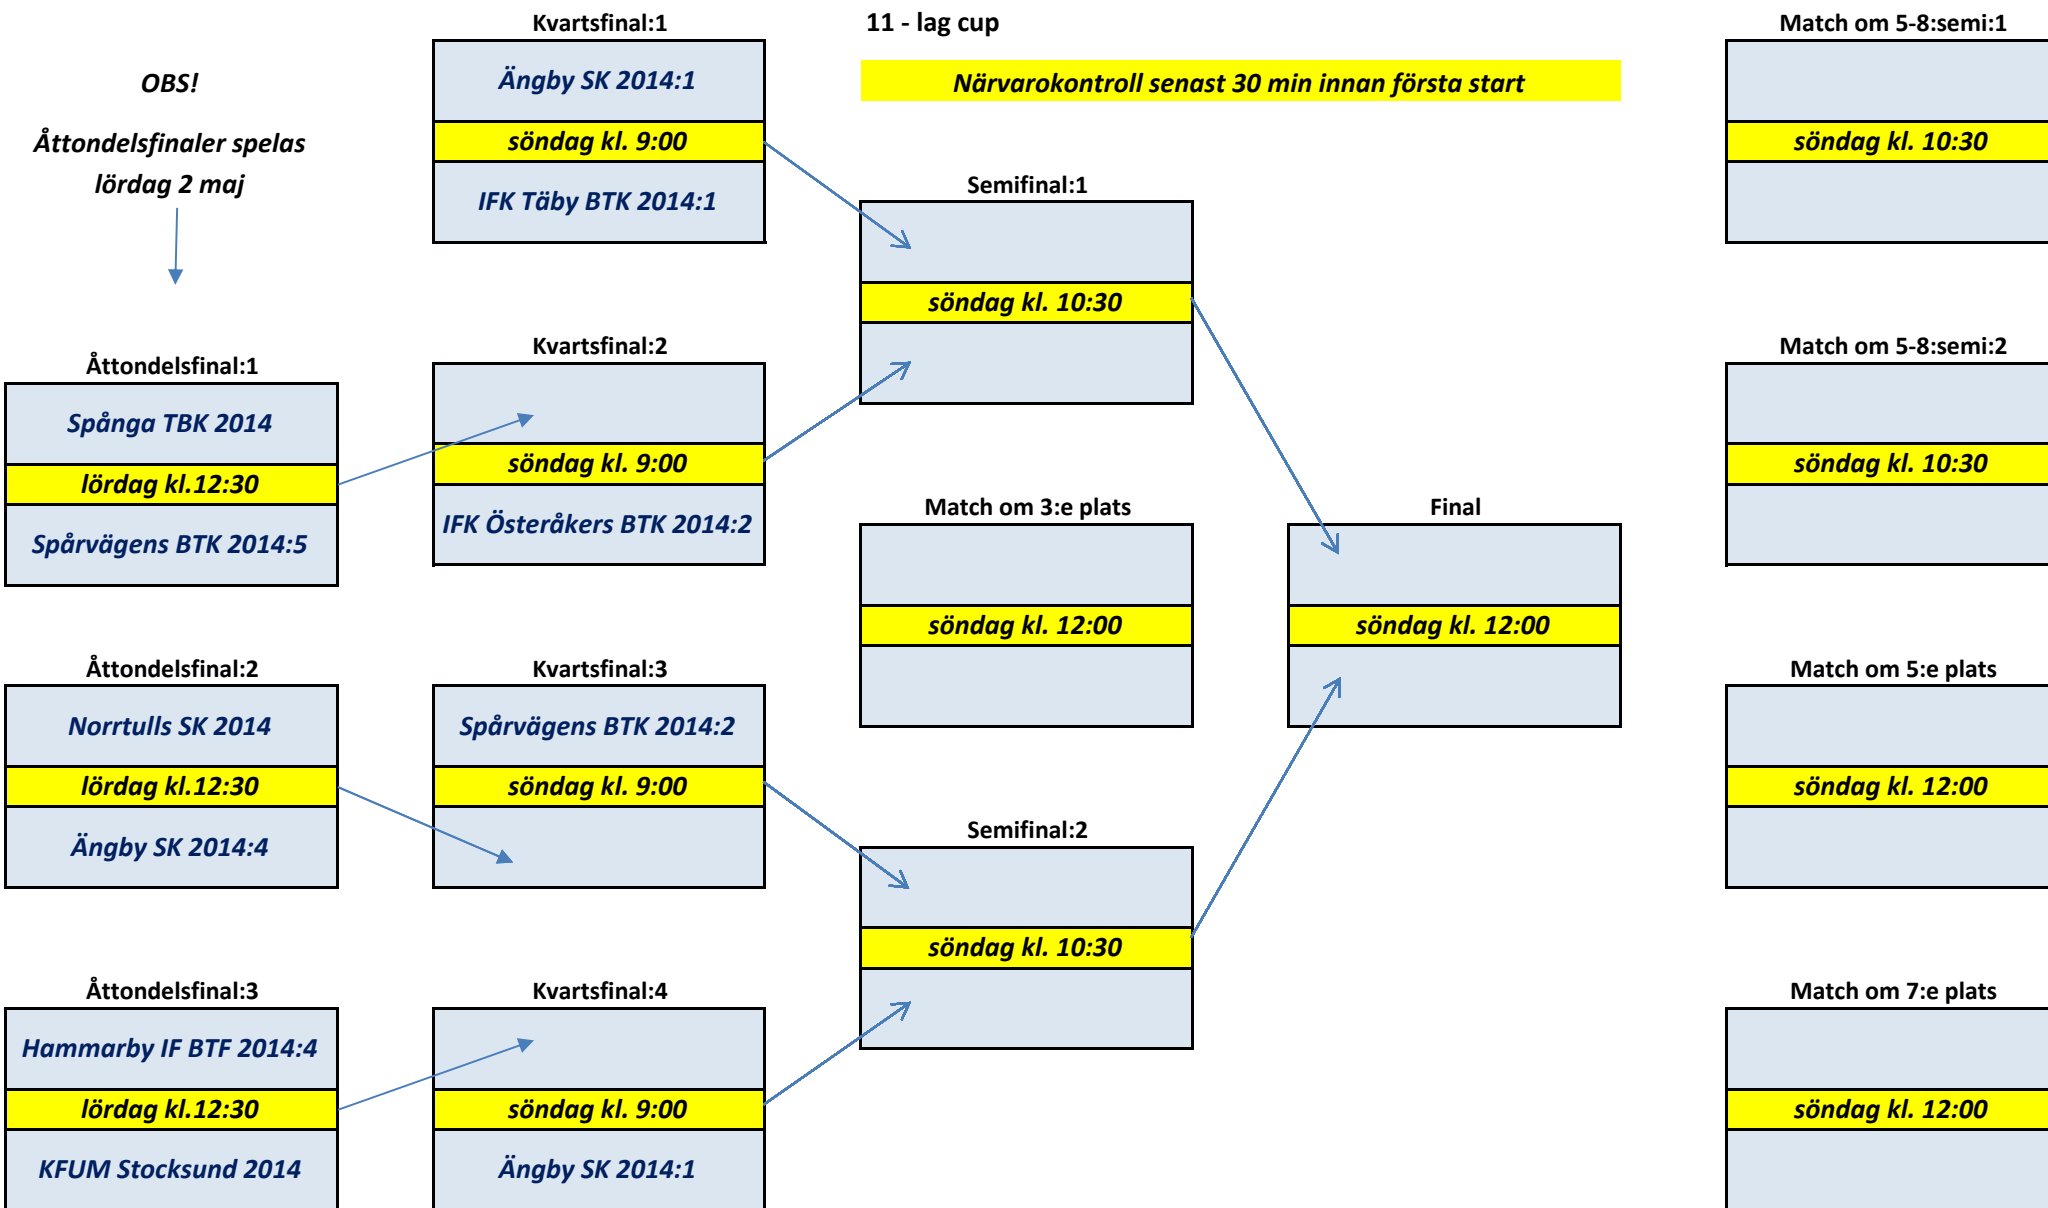 OBS!
Åttondelsfinaler spelas
lördag 2 maj
Åttondelsfinal:1
Spånga TBK 2014
lördag kl.12:30
Spårvägens BTK 2014:5
Åttondelsfinal:2
Norrtulls SK 2014
lördag kl.12:30
Ängby SK 2014:4
Åttondelsfinal:3
Hammarby IF BTF 2014:4
lördag kl.12:30
KFUM Stocksund 2014
Kvartsfinal:1
Ängby SK 2014:1
söndag kl. 9:00
IFK Täby BTK 2014:1
Kvartsfinal:2
söndag kl. 9:00
IFK Österåkers BTK 2014:2
Kvartsfinal:3
Spårvägens BTK 2014:2
söndag kl. 9:00
Kvartsfinal:4
söndag kl. 9:00
Ängby SK 2014:1
11 - lag cup
Närvarokontroll senast 30 min innan första start
Semifinal:1
söndag kl. 10:30
Match om 3:e plats
söndag kl. 12:00
Semifinal:2
söndag kl. 10:30
Final
söndag kl. 12:00
Match om 5-8:semi:1
söndag kl. 10:30
Match om 5-8:semi:2
söndag kl. 10:30
Match om 5:e plats
söndag kl. 12:00
Match om 7:e plats
söndag kl. 12:00